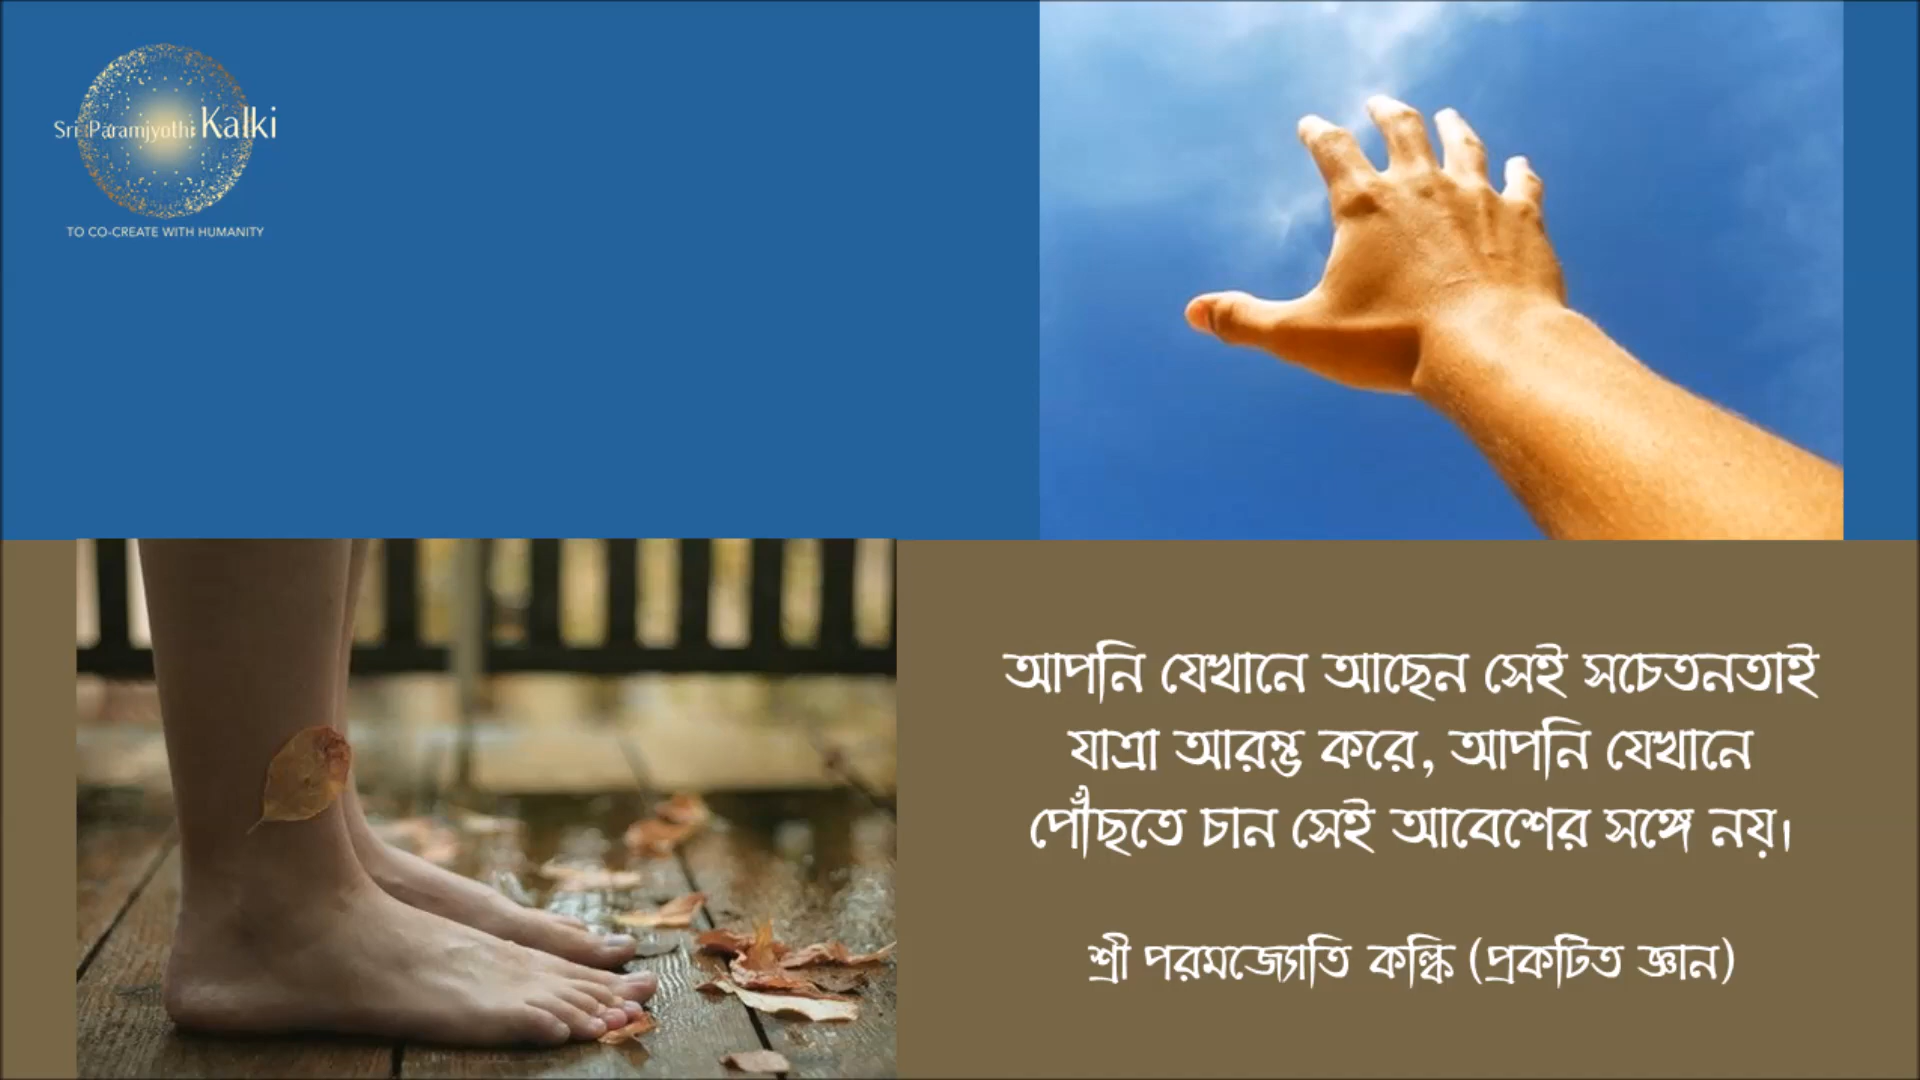 Sri Paramjyothi Kalki
TO CO-CREATE WITH HUMANITY
আপনি যেখানে আছেন সেই সচেতনতাই
যাত্রা আরম্ভ করে, আপনি যেখানে
পৌঁছতে চান সেই আবেশের সঙ্গে নয়।
শ্রী পরমজ্যোতি কল্কি (প্রকটিত জ্ঞান)